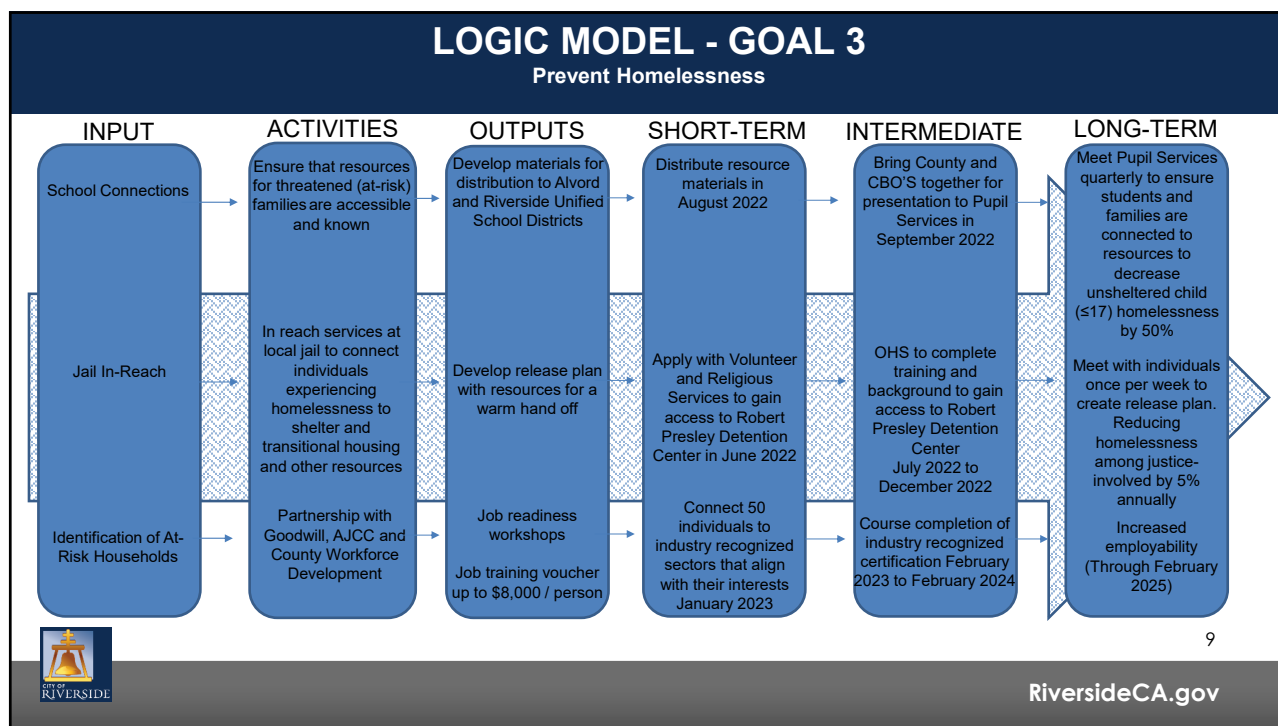 LOGIC MODEL - GOAL 3
Prevent Homelessness
INPUT
School Connections
Jail In-Reach
Identification of At-
Risk Households
ACTIVITIES
Ensure that resources
for threatened (at-risk)
families are accessible
and known
In reach services at
local jail to connect
individuals
experiencing
homelessness to
shelter and
transitional housing
and other resources
Partnership with
Goodwill, AJCC and
County Workforce
Development
OUTPUTS
Develop materials for
distribution to Alvord
and Riverside Unified
School Districts
Develop release plan
with resources for a
warm hand off
Job readiness
workshops
Job training voucher
up to $8,000 / person
SHORT-TERM
Distribute resource
materials in
August 2022
Apply with Volunteer
and Religious
Services to gain
access to Robert
Presley Detention
Center in June 2022
Connect 50
individuals to
industry recognized
sectors that align
with their interests
January 2023
INTERMEDIATE
Bring County and
CBO'S together for
presentation to Pupil
Services in
September 2022
OHS to complete
training and
background to gain
access to Robert
Presley Detention
Center
July 2022 to
December 2022
Course completion of
industry recognized
certification February
2023 to February 2024
LONG-TERM
Meet Pupil Services
quarterly to ensure
students and
families are
connected to
resources to
decrease
unsheltered child
(≤17) homelessness
by 50%
Meet with individuals
once per week to
create release plan.
Reducing
homelessness
among justice-
involved by 5%
annually
Increased
employability
(Through February
2025)
9
CITY OF
RIVERSIDE
RiversideCA.gov